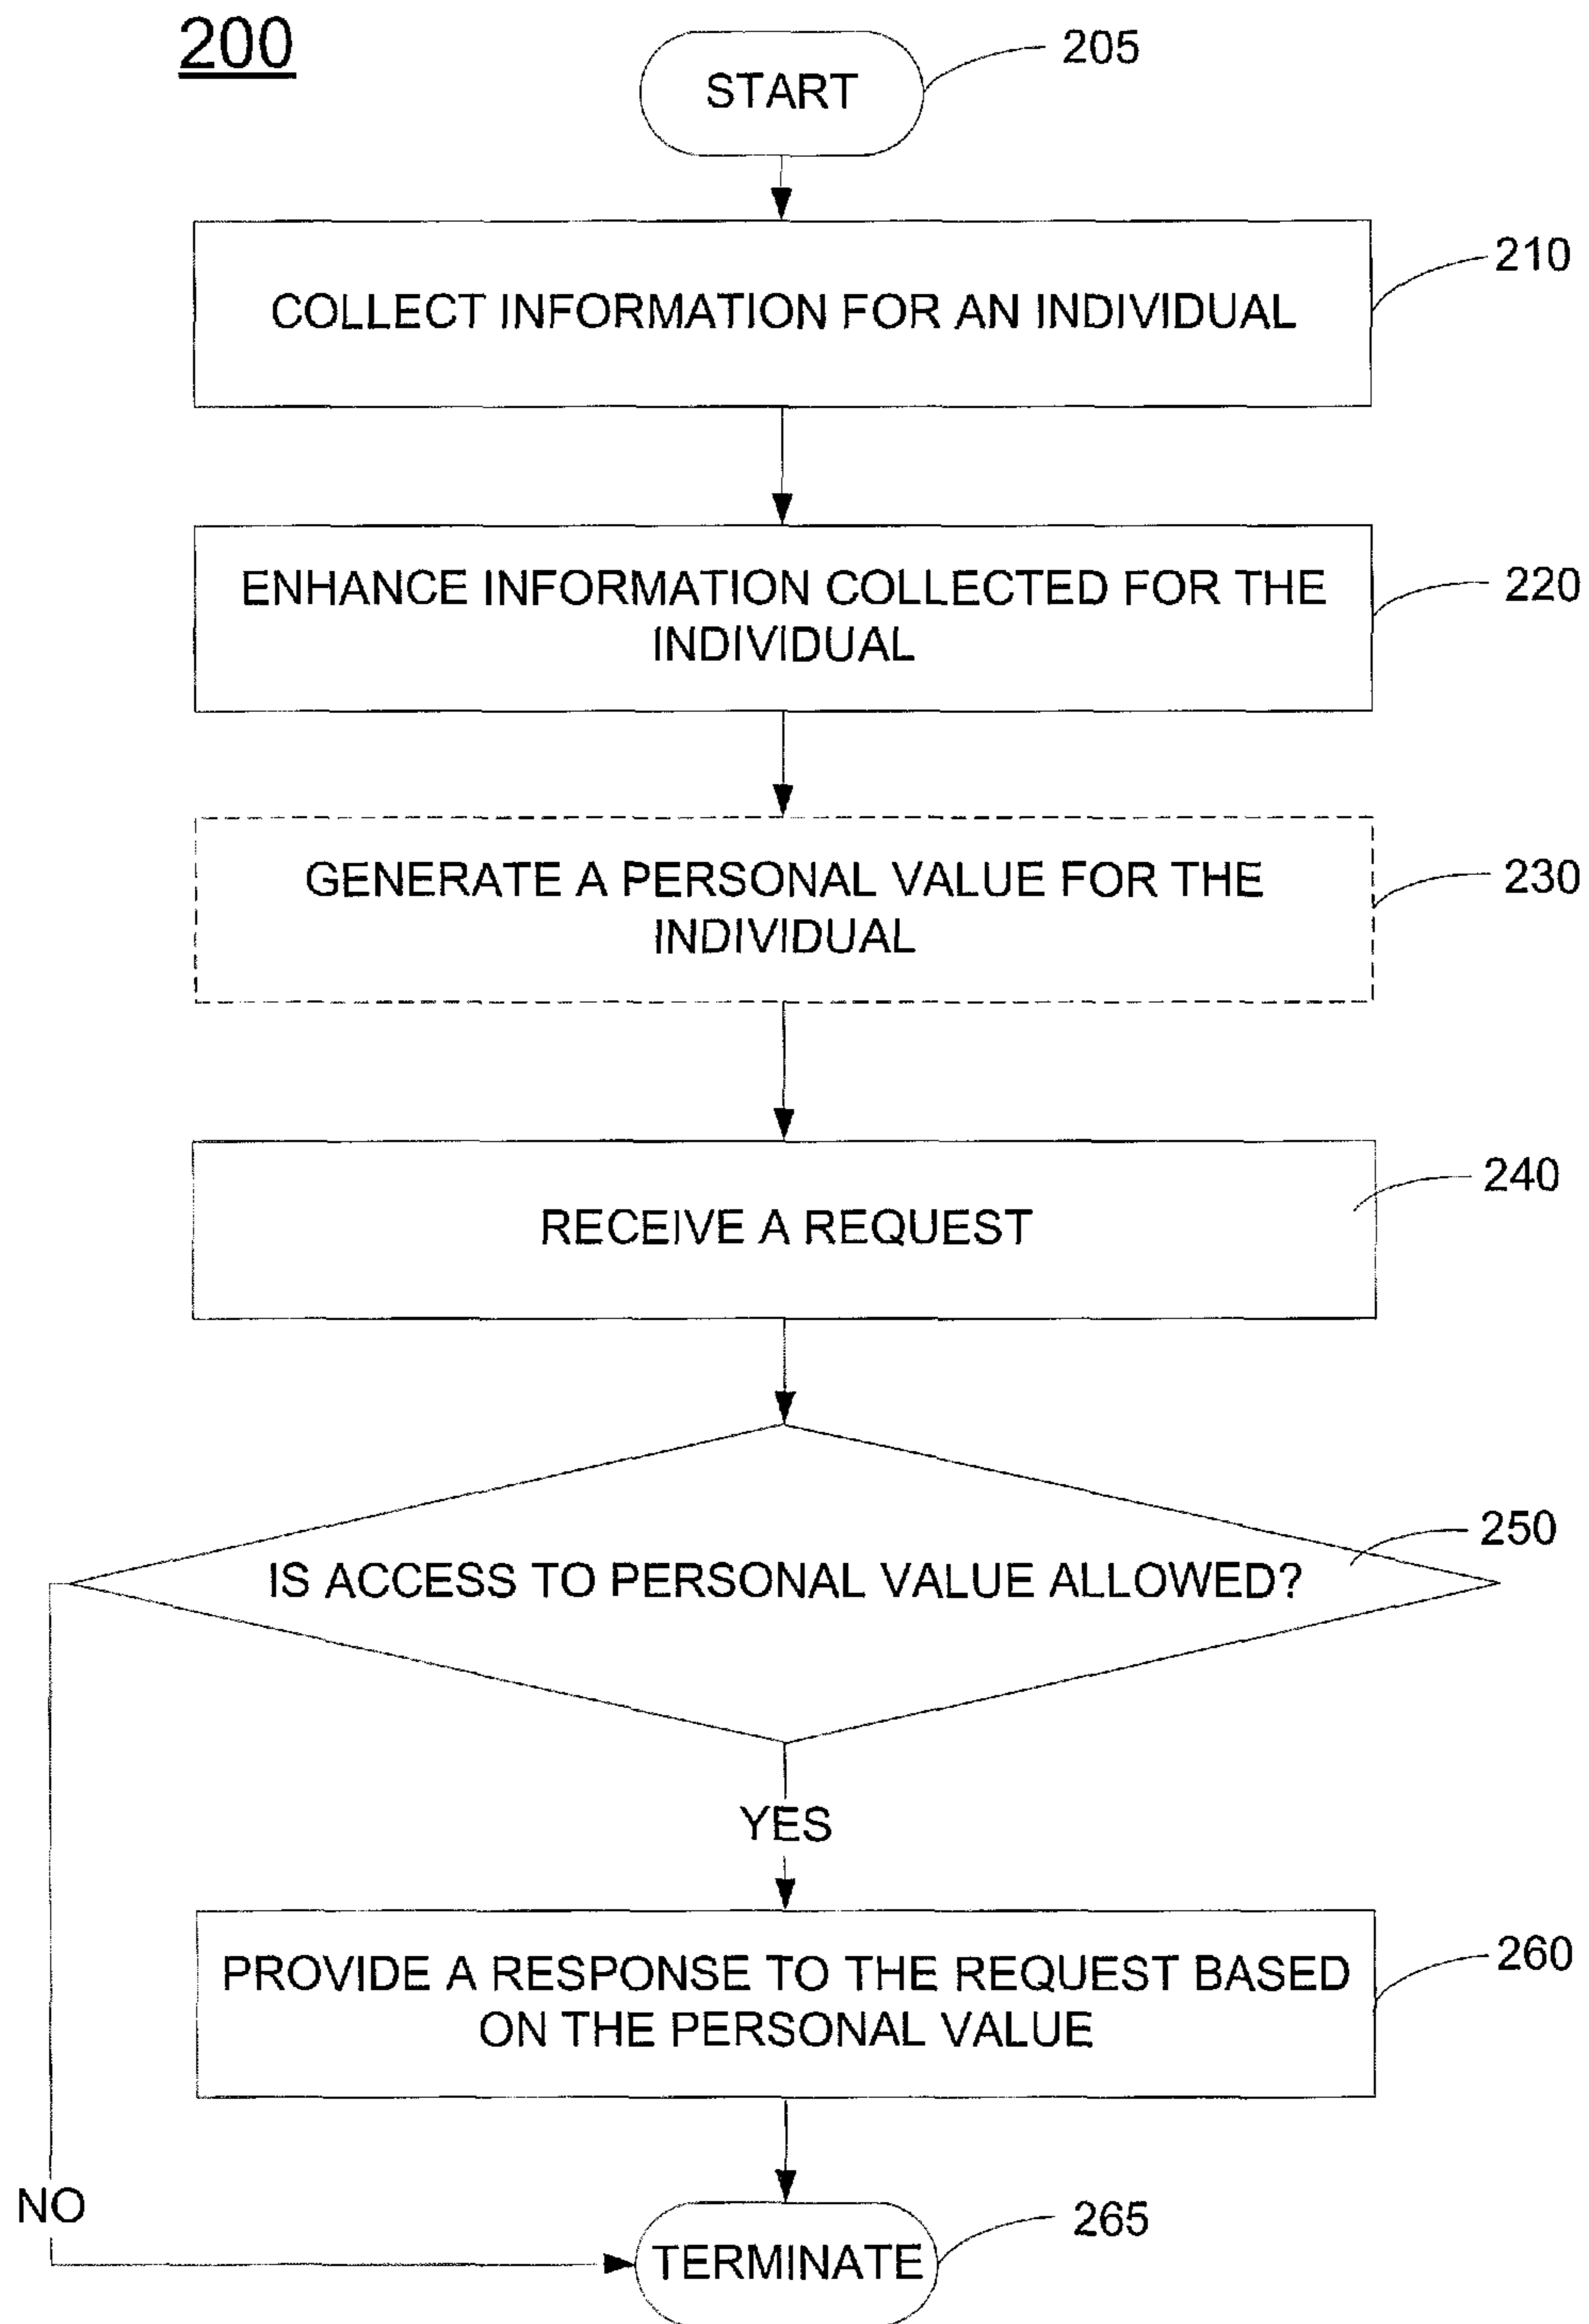 200
START
205
COLLECT INFORMATION FOR AN INDIVIDUAL
210
ENHANCE INFORMATION COLLECTED FOR THE
INDIVIDUAL
220
GENERATE A PERSONAL VALUE FOR THE
INDIVIDUAL
230
RECEIVE A REQUEST
240
IS ACCESS TO PERSONAL VALUE ALLOWED?
250
YES
PROVIDE A RESPONSE TO THE REQUEST BASED
ON THE PERSONAL VALUE
260
NO
TERMINATE
265